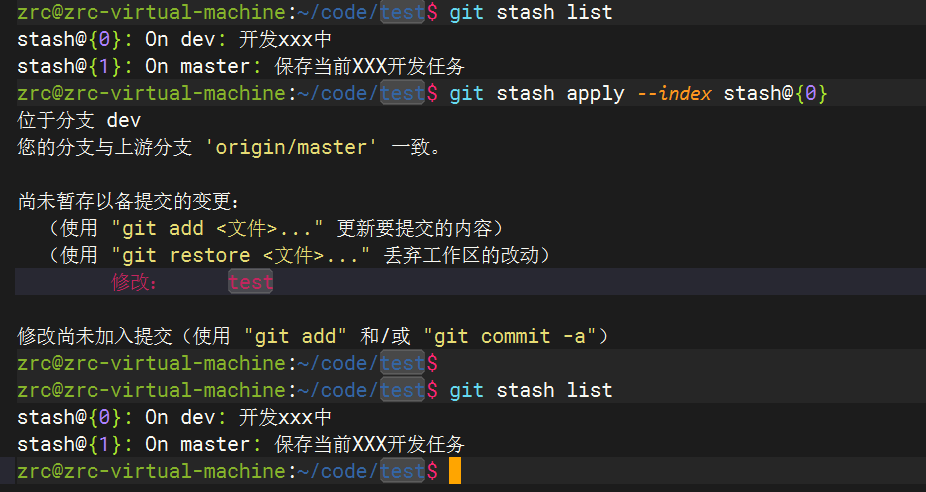 zrc@zrc-virtual-machine:~/code/test$ git stash list
stash@{0}: On dev: 开发xxx中
stash@{1}: On master: 保存当前XXX开发任务
zrc@zrc-virtual-machine:~/code/test$ git stash apply --index stash@{0}
位于分支 dev
您的分支与上游分支 'origin/master' 一致。
尚未暂存以备提交的变更：
（使用 "git add <文件>..." 更新要提交的内容）
（使用 "git restore <文件>..." 丢弃工作区的改动）
修改： test
修改尚未加入提交（使用 "git add" 和/或 "git commit -a"）
zrc@zrc-virtual-machine:~/code/test$
zrc@zrc-virtual-machine:~/code/test$ git stash list
stash@{0}: On dev: 开发xxx中
stash@{1}: On master: 保存当前XXX开发任务
zrc@zrc-virtual-machine:~/code/test$